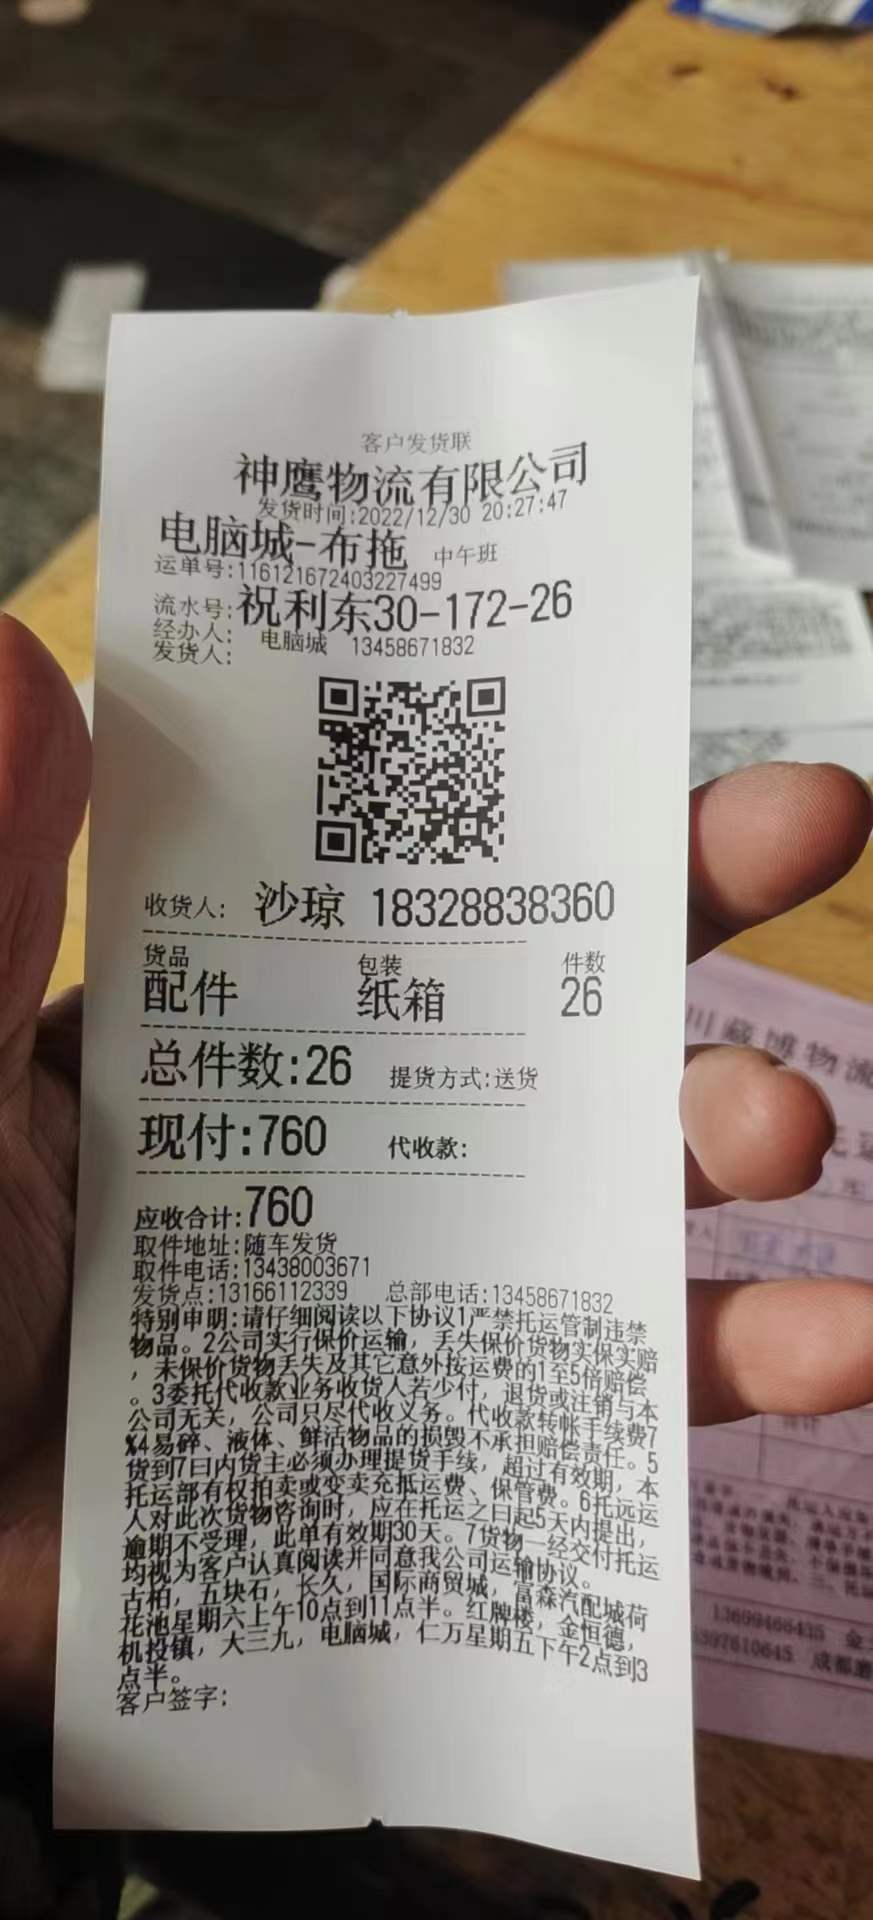 客户发货联
神鹰物流有限公司
发货时间:2022/12/30 20:27:47
电脑城-布拖 中午班
运单号:116121672403227499
流水号:祝利东30-172-26
经办人: 电脑城 13458671832
发货人:
收货人: 沙琼 18328838360
货品 包装 件数
配件 纸箱 26
总件数:26 提货方式:送货
现付:760 代收款:
应收合计:760
取件地址:随车发货
取件电话:13438003671
发货点:13166112339 总部电话:13458671832
特别申明:请仔细阅读以下协议1严禁托运管制违禁
物品。2公司实行保价运输，丢失保价货物实保实赔
，未保价货物丢失及其它意外按运费的1至5倍赔偿
。3委托代收款业务收货人若少付，退货或注销与本
公司无关，公司只尽代收义务。代收款转帐手续费7
%4易碎、液体、鲜活物品的损毁不承担赔偿责任。5
货到7日内货主必须办理提货手续，超过有效期，本
托运部有权拍卖或变卖充抵运费、保管费。6托远运
人对此次货物咨询时，应在托运之日起5天内提出，
逾期不受理，此单有效期30天。7货物一经交付托运
均视为客户认真阅读并同意我公司运输协议。
古柏，五块石，长久，国际商贸城，富森汽配城荷
花池星期六上午10点到11点半。红牌楼，金恒德，
机投镇，大三九，电脑城，仁万星期五下午2点到3
点半。
客户签字:
川藏博物流
托运
13699466435
8397610645 成都